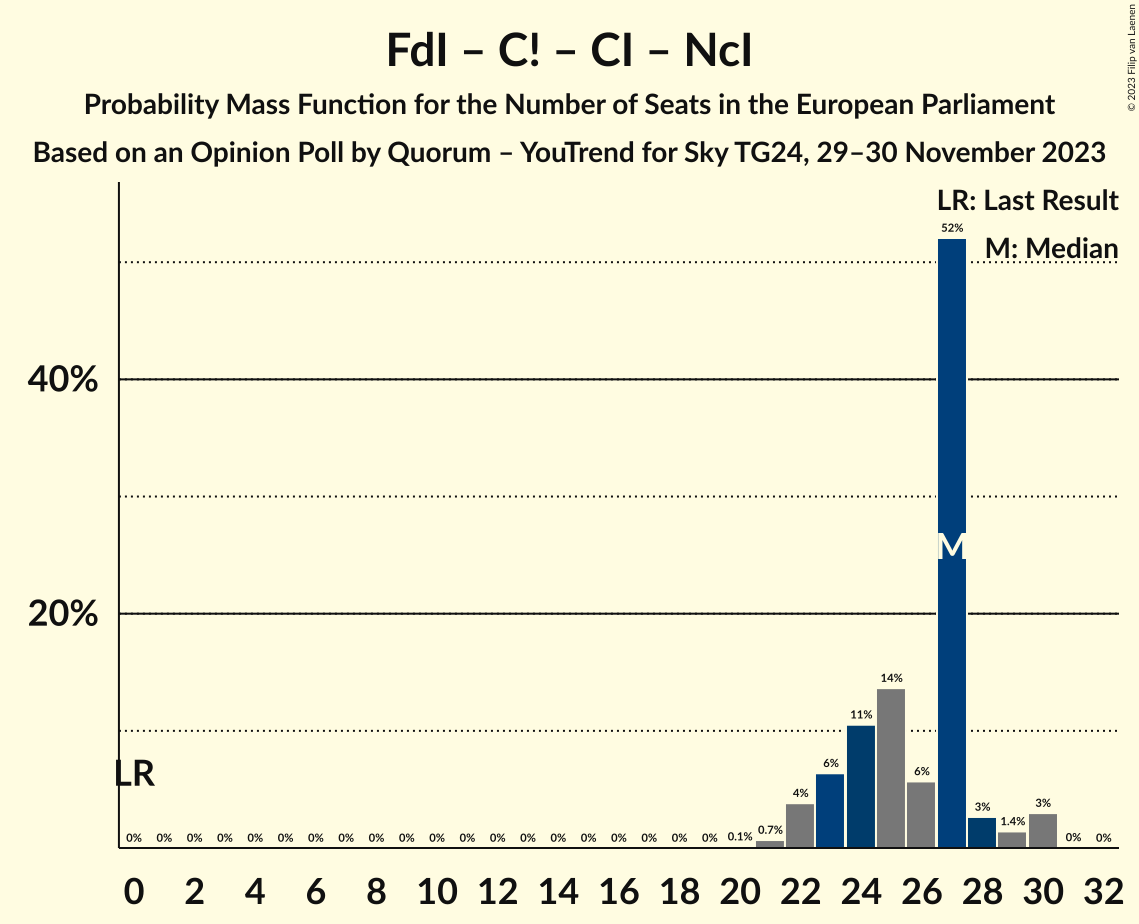 FdI – C! – CI – NcI
Probability Mass Function for the Number of Seats in the European Parliament
Based on an Opinion Poll by Quorum – YouTrend for Sky TG24, 29–30 November 2023
© 2023 Filip van Laenen
LR: Last Result
M: Median
52%
40%
M
20%
14%
11%
6%
6%
LR
4%
3%
3%
1.4%
0.7%
0.1%
0% 0% 0% 0% 0% 0% 0% 0% 0% 0% 0% 0% 0% 0% 0% 0% 0% 0% 0% 0% 0% 0%
0 2 4 6 8 10 12 14 16 18 20 22 24 26 28 30 32